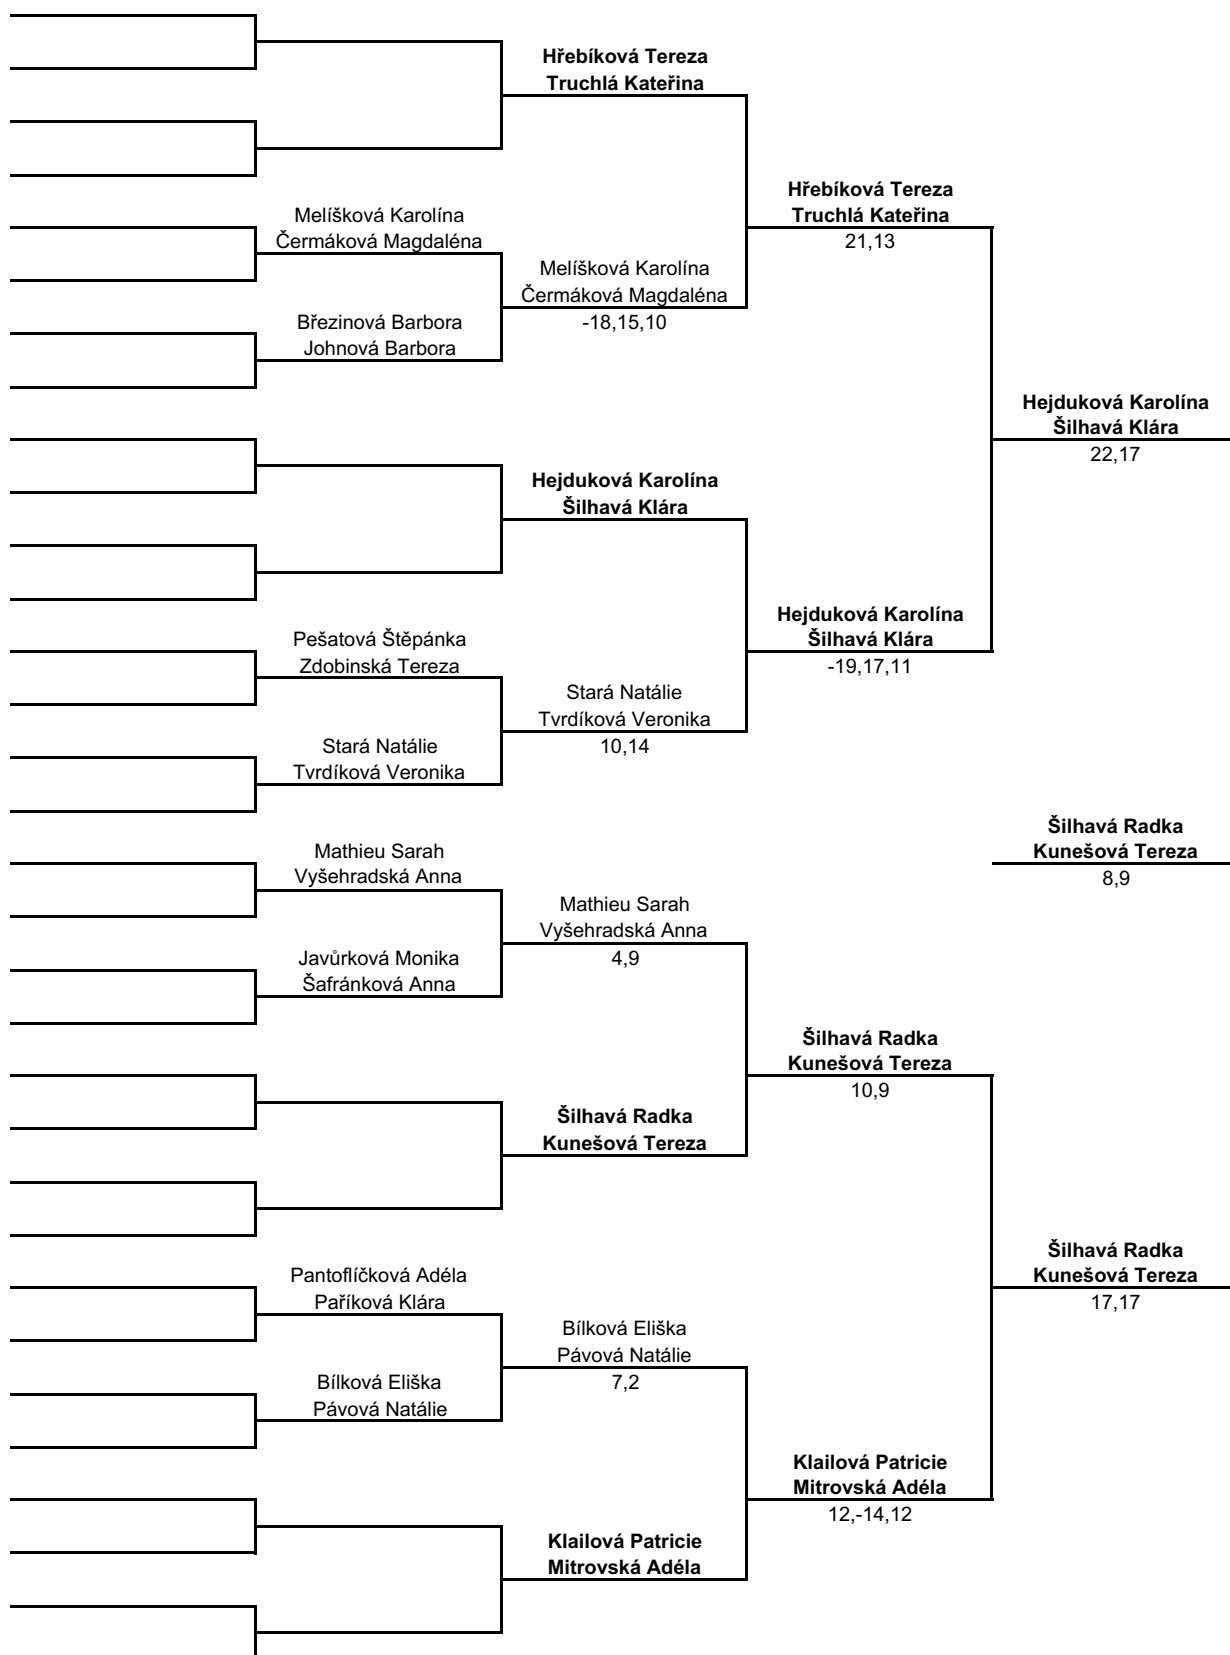 Hřebíková Tereza
Truchlá Kateřina
Hřebíková Tereza
Truchlá Kateřina
21,13
Melíšková Karolína
Čermáková Magdaléna
Melíšková Karolína
Čermáková Magdaléna
-18,15,10
Březinová Barbora
Johnová Barbora
Hejduková Karolína
Šilhavá Klára
22,17
Hejduková Karolína
Šilhavá Klára
Hejduková Karolína
Šilhavá Klára
-19,17,11
Pešatová Štěpánka
Zdobinská Tereza
Stará Natálie
Tvrdíková Veronika
10,14
Stará Natálie
Tvrdíková Veronika
Šilhavá Radka
Kunešová Tereza
8,9
Mathieu Sarah
Vyšehradská Anna
Mathieu Sarah
Vyšehradská Anna
4,9
Javůrková Monika
Šafránková Anna
Šilhavá Radka
Kunešová Tereza
10,9
Šilhavá Radka
Kunešová Tereza
Šilhavá Radka
Kunešová Tereza
17,17
Pantoflíčková Adéla
Paříková Klára
Bílková Eliška
Pávová Natálie
7,2
Bílková Eliška
Pávová Natálie
Klailová Patricie
Mitrovská Adéla
12,-14,12
Klailová Patricie
Mitrovská Adéla